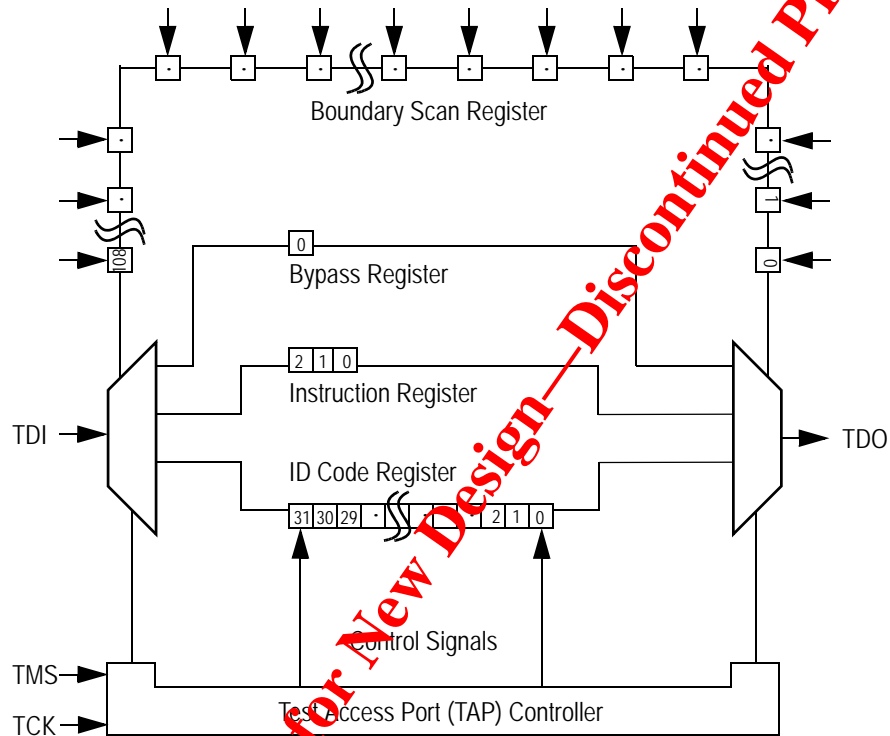 Boundary Scan Register
1
108
0
0
Bypass Register
2 1 0
Instruction Register
TDI
TDO
ID Code Register
31 30 29 · · · · 2 1 0
Control Signals
TMS
Test Access Port (TAP) Controller
TCK
for New Design—Discontinued